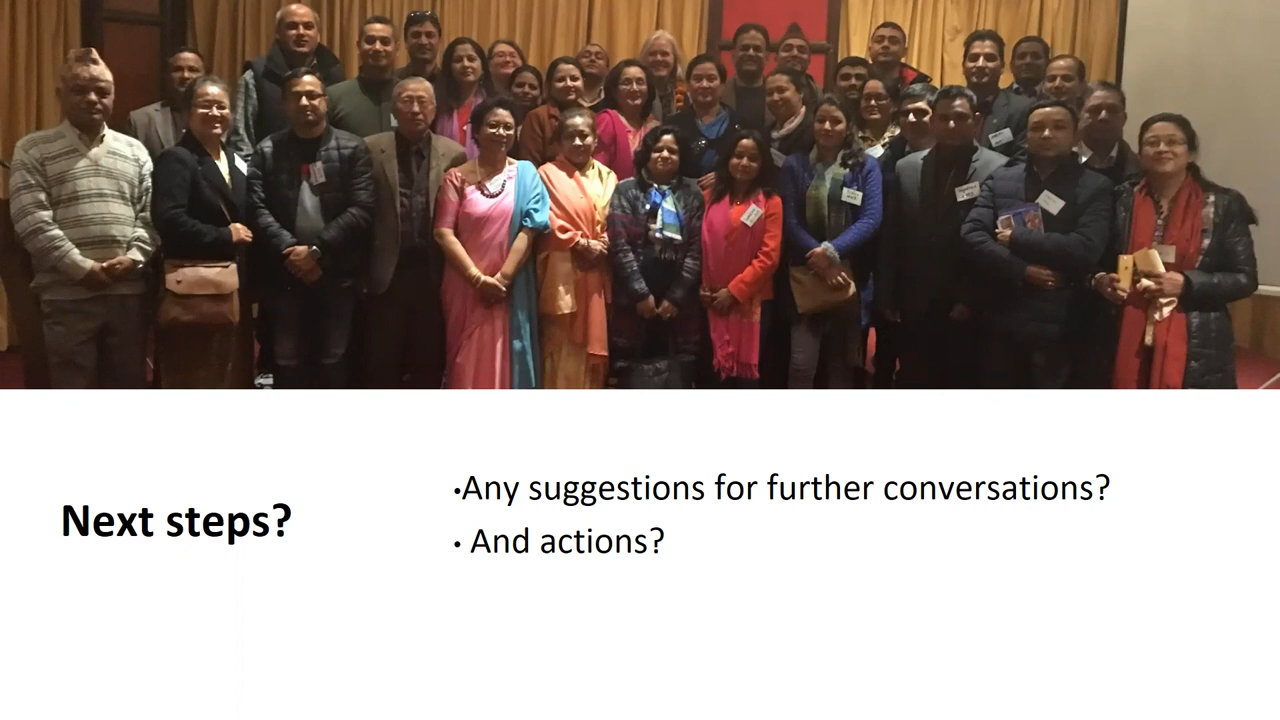 Next steps?
•Any suggestions for further conversations?
• And actions?